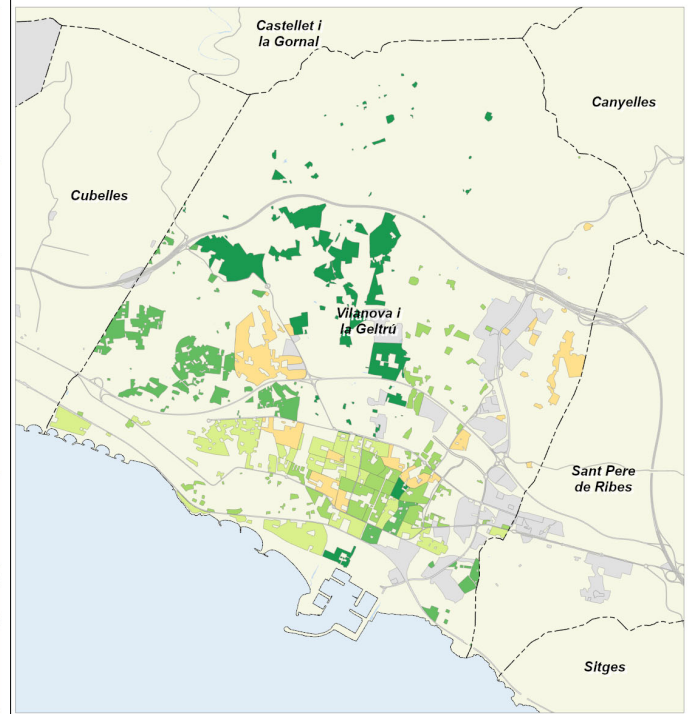 Castellet i
la Gornal
Canyelles
Cubelles
Vilanova i
la Geltrú
Sant Pere
de Ribes
Sitges